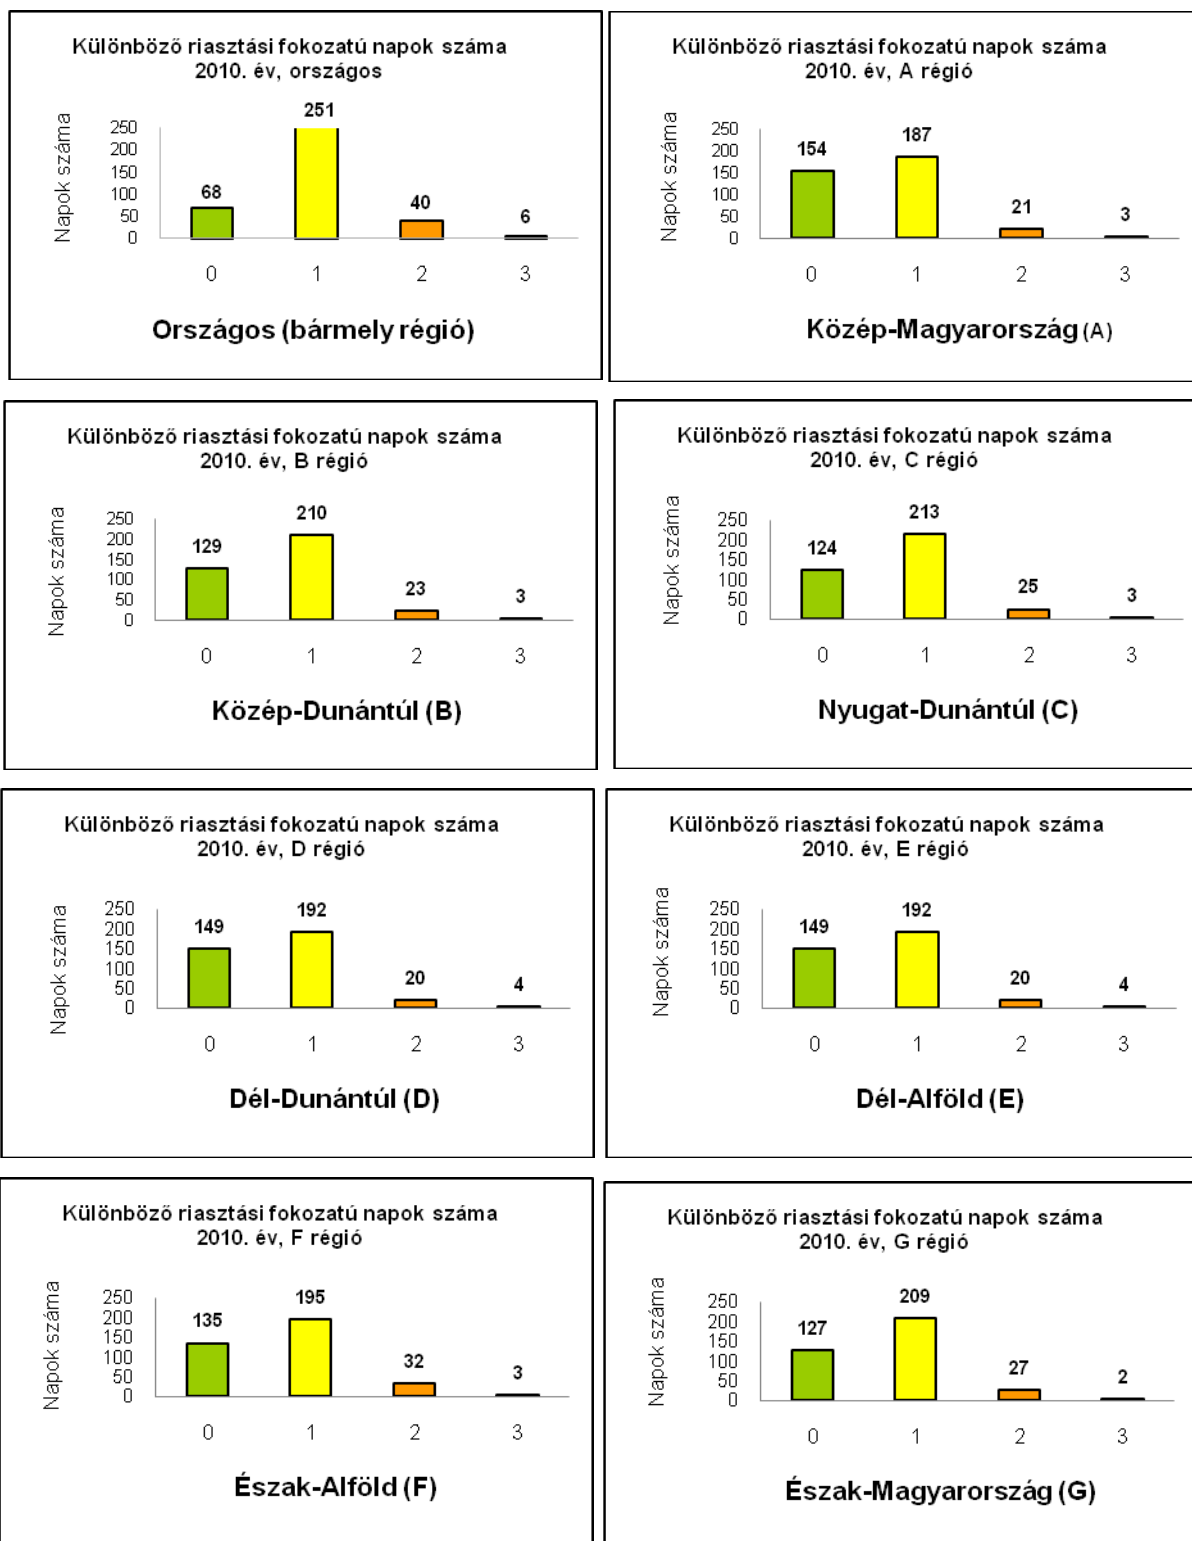 Különböző riasztási fokozatú napok száma
2010. év, országos
Napok száma
250
200
150
100
50
0
68
251
40
6
0 1 2 3
Országos (bármely régió)
Különböző riasztási fokozatú napok száma
2010. év, A régió
Napok száma
250
200
150
100
50
0
154
187
21
3
0 1 2 3
Közép-Magyarország (A)
Különböző riasztási fokozatú napok száma
2010. év, B régió
Napok száma
250
200
150
100
50
0
129
210
23
3
0 1 2 3
Közép-Dunántúl (B)
Különböző riasztási fokozatú napok száma
2010. év, C régió
Napok száma
250
200
150
100
50
0
124
213
25
3
0 1 2 3
Nyugat-Dunántúl (C)
Különböző riasztási fokozatú napok száma
2010. év, D régió
Napok száma
250
200
150
100
50
0
149
192
20
4
0 1 2 3
Dél-Dunántúl (D)
Különböző riasztási fokozatú napok száma
2010. év, E régió
Napok száma
250
200
150
100
50
0
149
192
20
4
0 1 2 3
Dél-Alföld (E)
Különböző riasztási fokozatú napok száma
2010. év, F régió
Napok száma
250
200
150
100
50
0
135
195
32
3
0 1 2 3
Észak-Alföld (F)
Különböző riasztási fokozatú napok száma
2010. év, G régió
Napok száma
250
200
150
100
50
0
127
209
27
2
0 1 2 3
Észak-Magyarország (G)